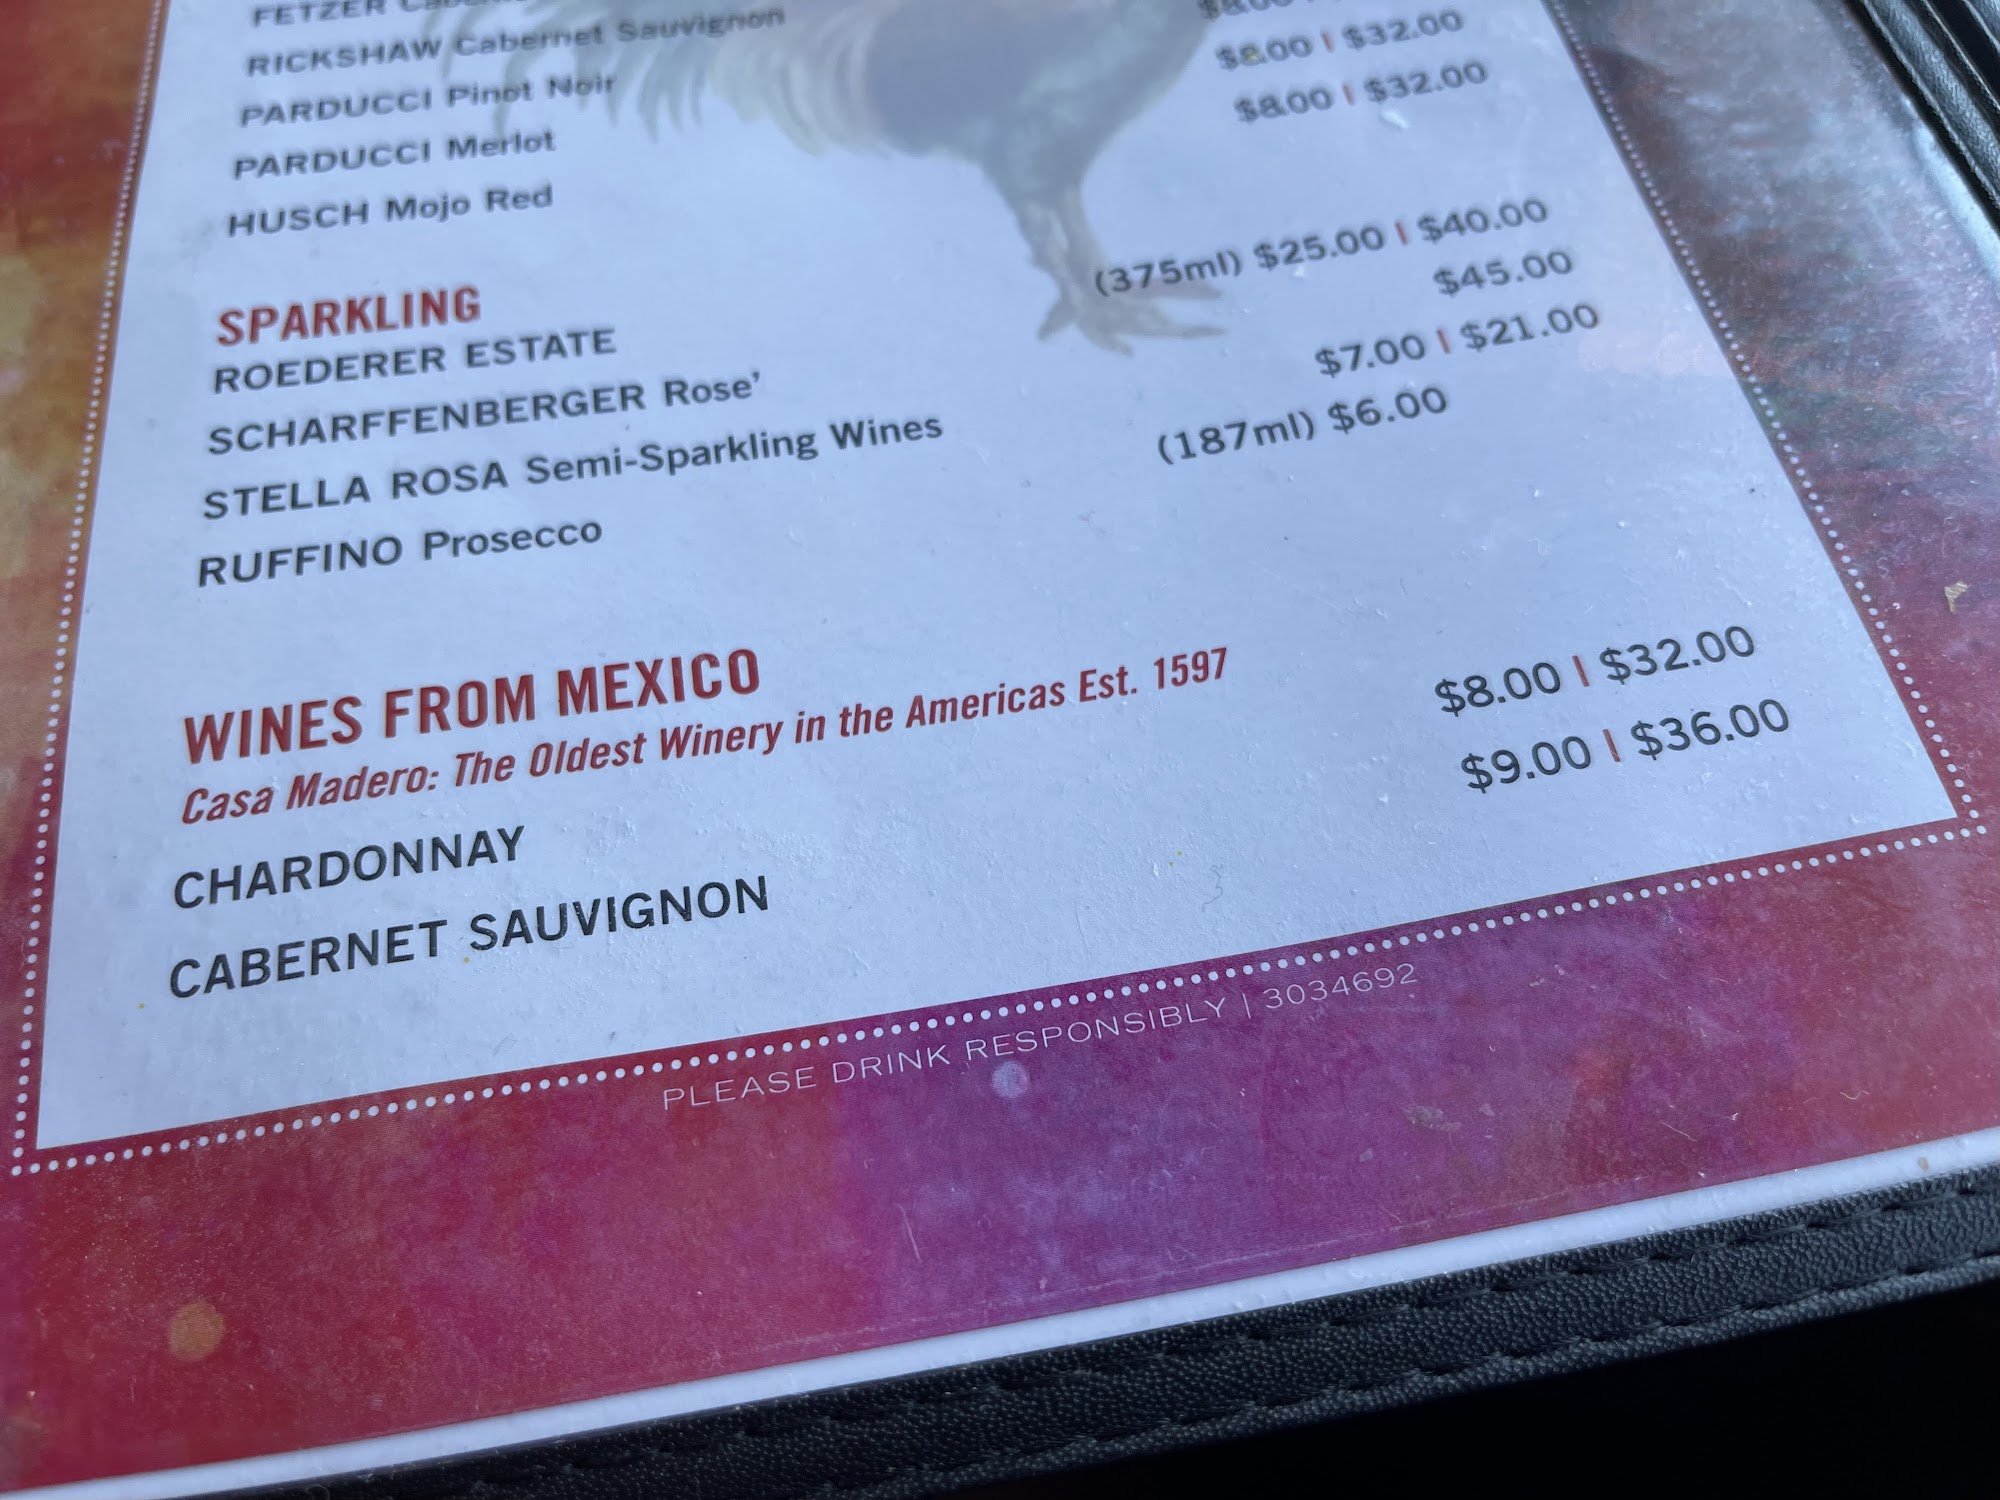 FETZER
RICKSHAW Cabernet Sauvignon
PARDUCCI Pinot Noir
PARDUCCI Merlot $8.00 | $32.00
HUSCH Mojo Red $8.00 | $32.00
SPARKLING
ROEDERER ESTATE (375ml) $25.00 | $40.00
SCHARFFENBERGER Rose' $45.00
STELLA ROSA Semi-Sparkling Wines $7.00 | $21.00
RUFFINO Prosecco (187ml) $6.00
WINES FROM MEXICO
Casa Madero: The Oldest Winery in the Americas Est. 1597
CHARDONNAY $8.00 | $32.00
CABERNET SAUVIGNON $9.00 | $36.00
PLEASE DRINK RESPONSIBLY | 3034692